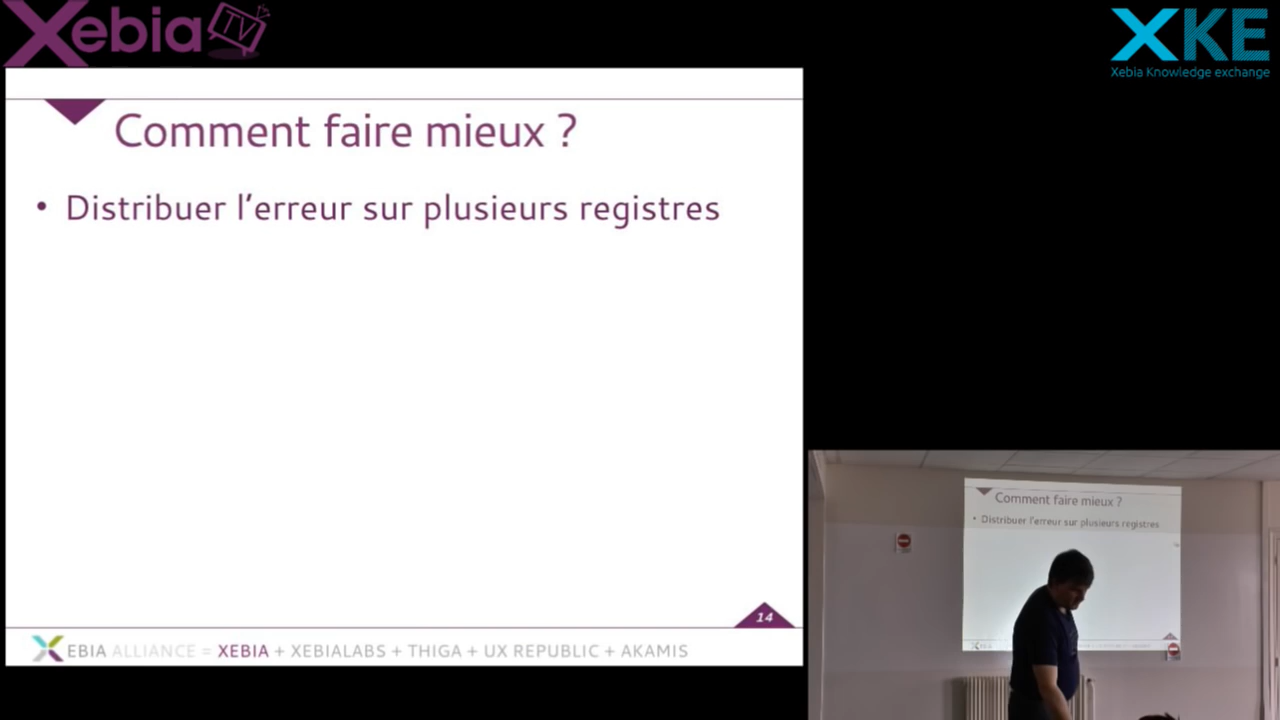 Xebia TV
XKE
Xebia Knowledge exchange
Comment faire mieux ?
• Distribuer l’erreur sur plusieurs registres
14
XEBIA ALLIANCE = XEBIA + XEBIALABS + THIGA + UX REPUBLIC + AKAMIS
Comment faire mieux ?
• Distribuer l’erreur sur plusieurs registres